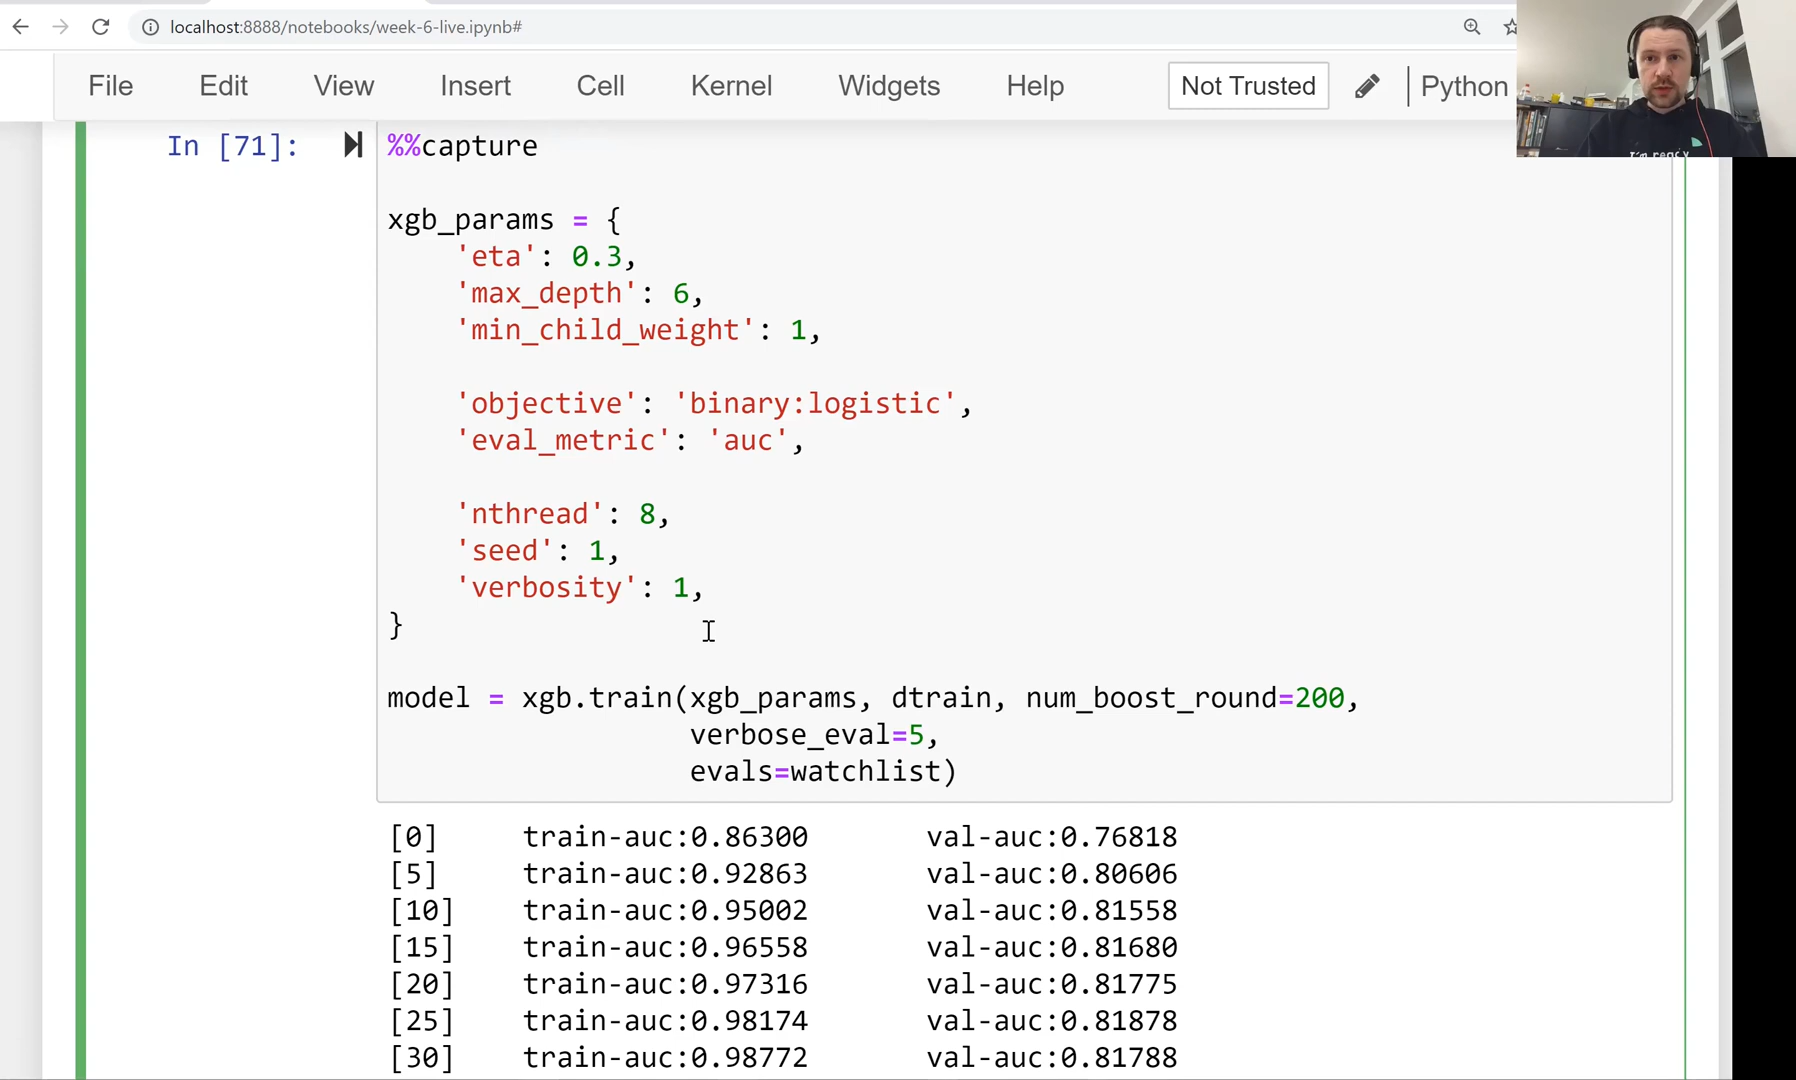 localhost:8888/notebooks/week-6-live.ipynb#
File Edit View Insert Cell Kernel Widgets Help Not Trusted Python
In [71]: %%capture
xgb_params = {
'eta': 0.3,
'max_depth': 6,
'min_child_weight': 1,
'objective': 'binary:logistic',
'eval_metric': 'auc',
'nthread': 8,
'seed': 1,
'verbosity': 1,
}
model = xgb.train(xgb_params, dtrain, num_boost_round=200,
verbose_eval=5,
evals=watchlist)
[0] train-auc:0.86300 val-auc:0.76818
[5] train-auc:0.92863 val-auc:0.80606
[10] train-auc:0.95002 val-auc:0.81558
[15] train-auc:0.96558 val-auc:0.81680
[20] train-auc:0.97316 val-auc:0.81775
[25] train-auc:0.98174 val-auc:0.81878
[30] train-auc:0.98772 val-auc:0.81788
I'm ready